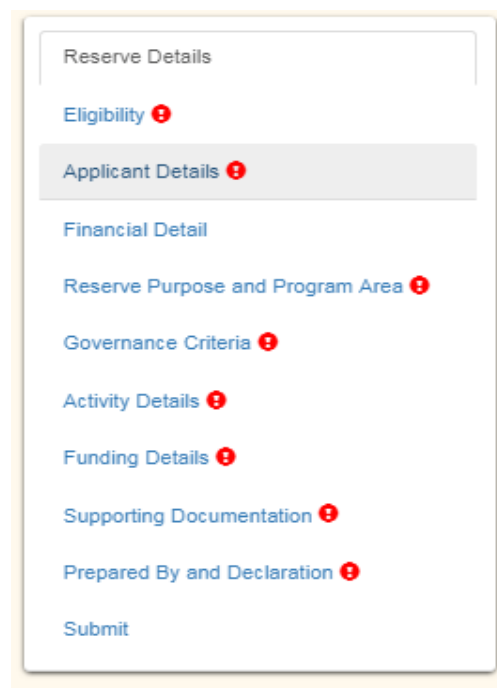 Reserve Details
Eligibility
Applicant Details
Financial Detail
Reserve Purpose and Program Area
Governance Criteria
Activity Details
Funding Details
Supporting Documentation
Prepared By and Declaration
Submit